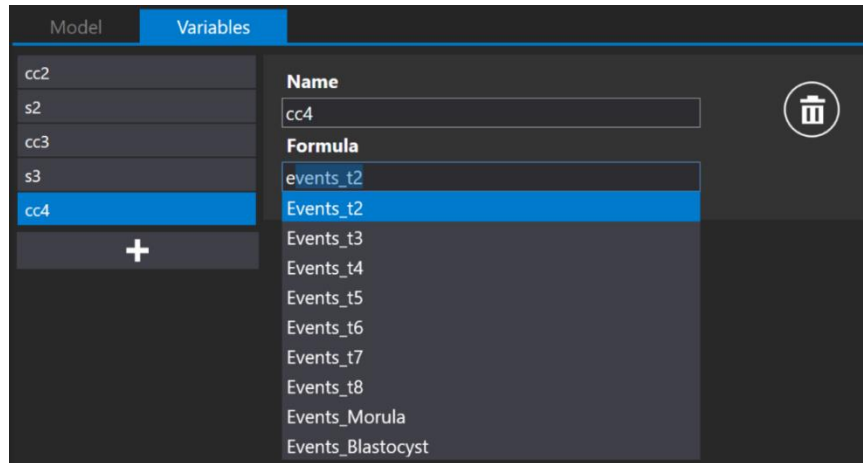 Model
Variables
cc2
s2
cc3
s3
cc4
Name
cc4
Formula
events_t2
Events_t2
Events_t3
Events_t4
Events_t5
Events_t6
Events_t7
Events_t8
Events_Morula
Events_Blastocyst